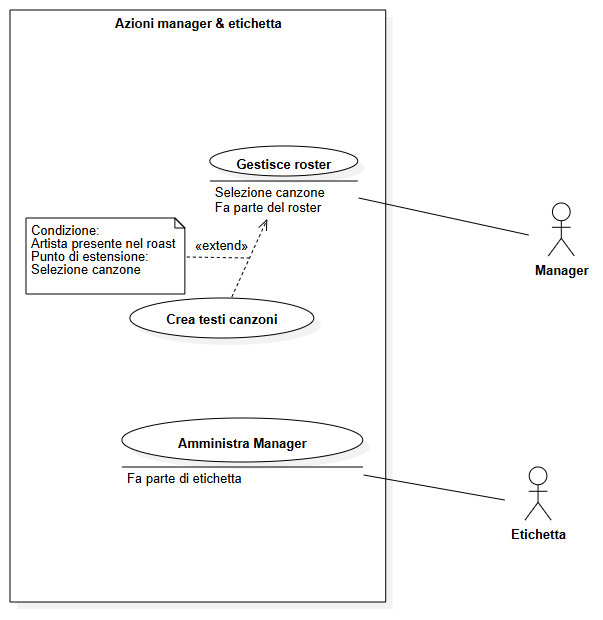 Azioni manager & etichetta
Gestisce roster
Selezione canzone
Fa parte del roster
Condizione:
Artista presente nel roast
Punto di estensione:
Selezione canzone
«extend»
Manager
Crea testi canzoni
Amministra Manager
Fa parte di etichetta
Etichetta